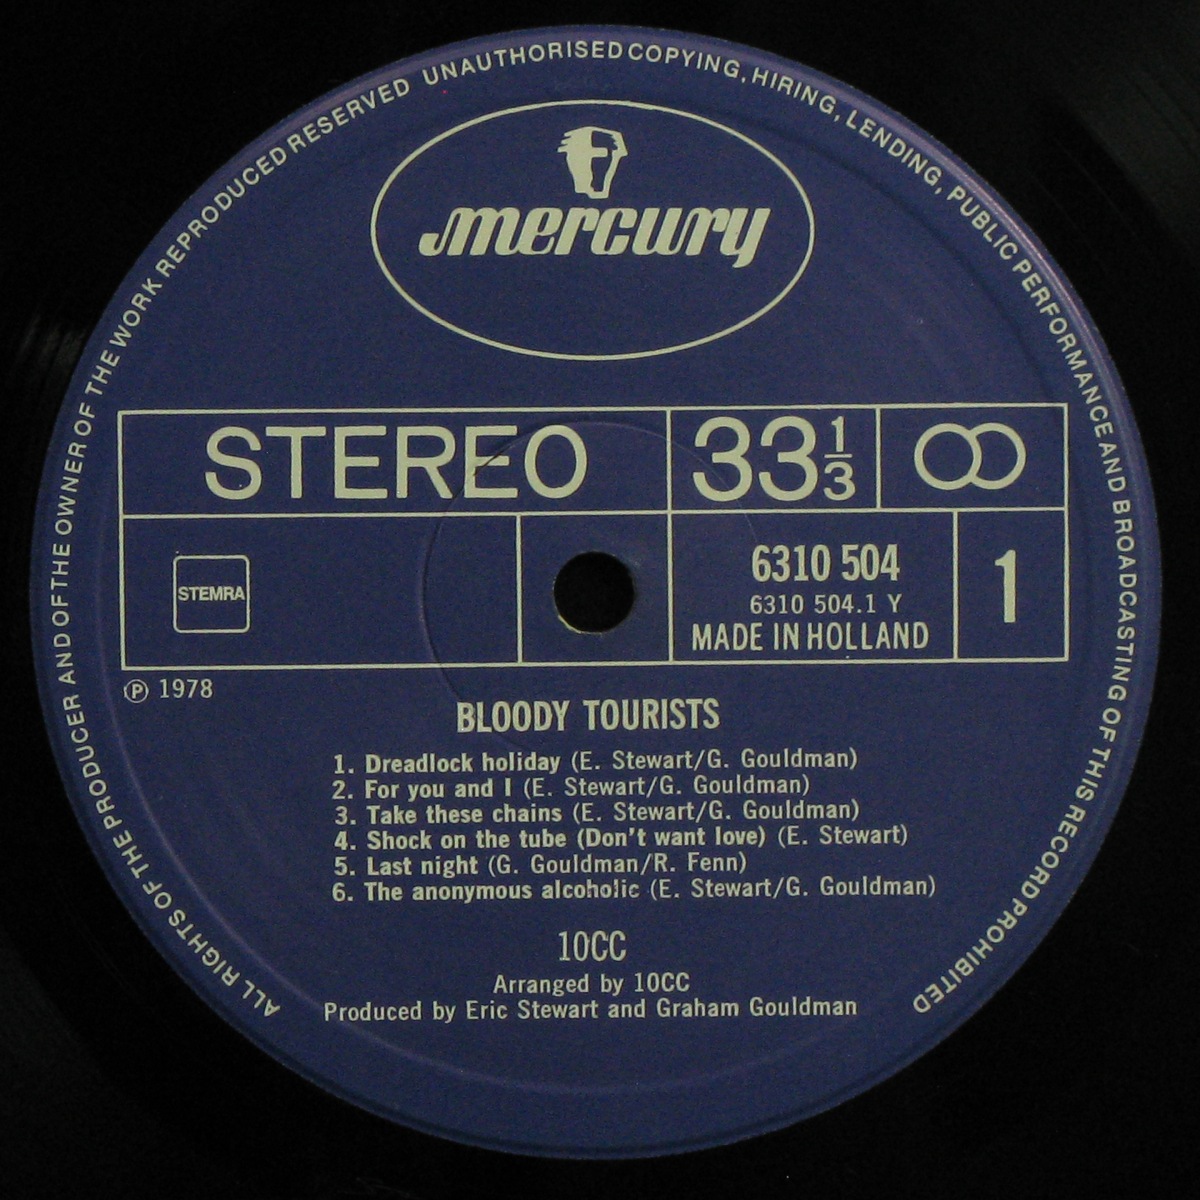 ALL RIGHTS OF THE PRODUCER AND OF THE OWNER OF THE WORK REPRODUCED RESERVED UNAUTHORISED COPYING, HIRING, LENDING, PUBLIC PERFORMANCE AND BROADCASTING OF THIS RECORD PROHIBITED
mercury
STEREO 33 1/3
STEMRA
6310 504
6310 504.1 Y
MADE IN HOLLAND
1
℗ 1978
BLOODY TOURISTS
1. Dreadlock holiday (E. Stewart/G. Gouldman)
2. For you and I (E. Stewart/G. Gouldman)
3. Take these chains (E. Stewart/G. Gouldman)
4. Shock on the tube (Don't want love) (E. Stewart)
5. Last night (G. Gouldman/R. Fenn)
6. The anonymous alcoholic (E. Stewart/G. Gouldman)
10CC
Arranged by 10CC
Produced by Eric Stewart and Graham Gouldman